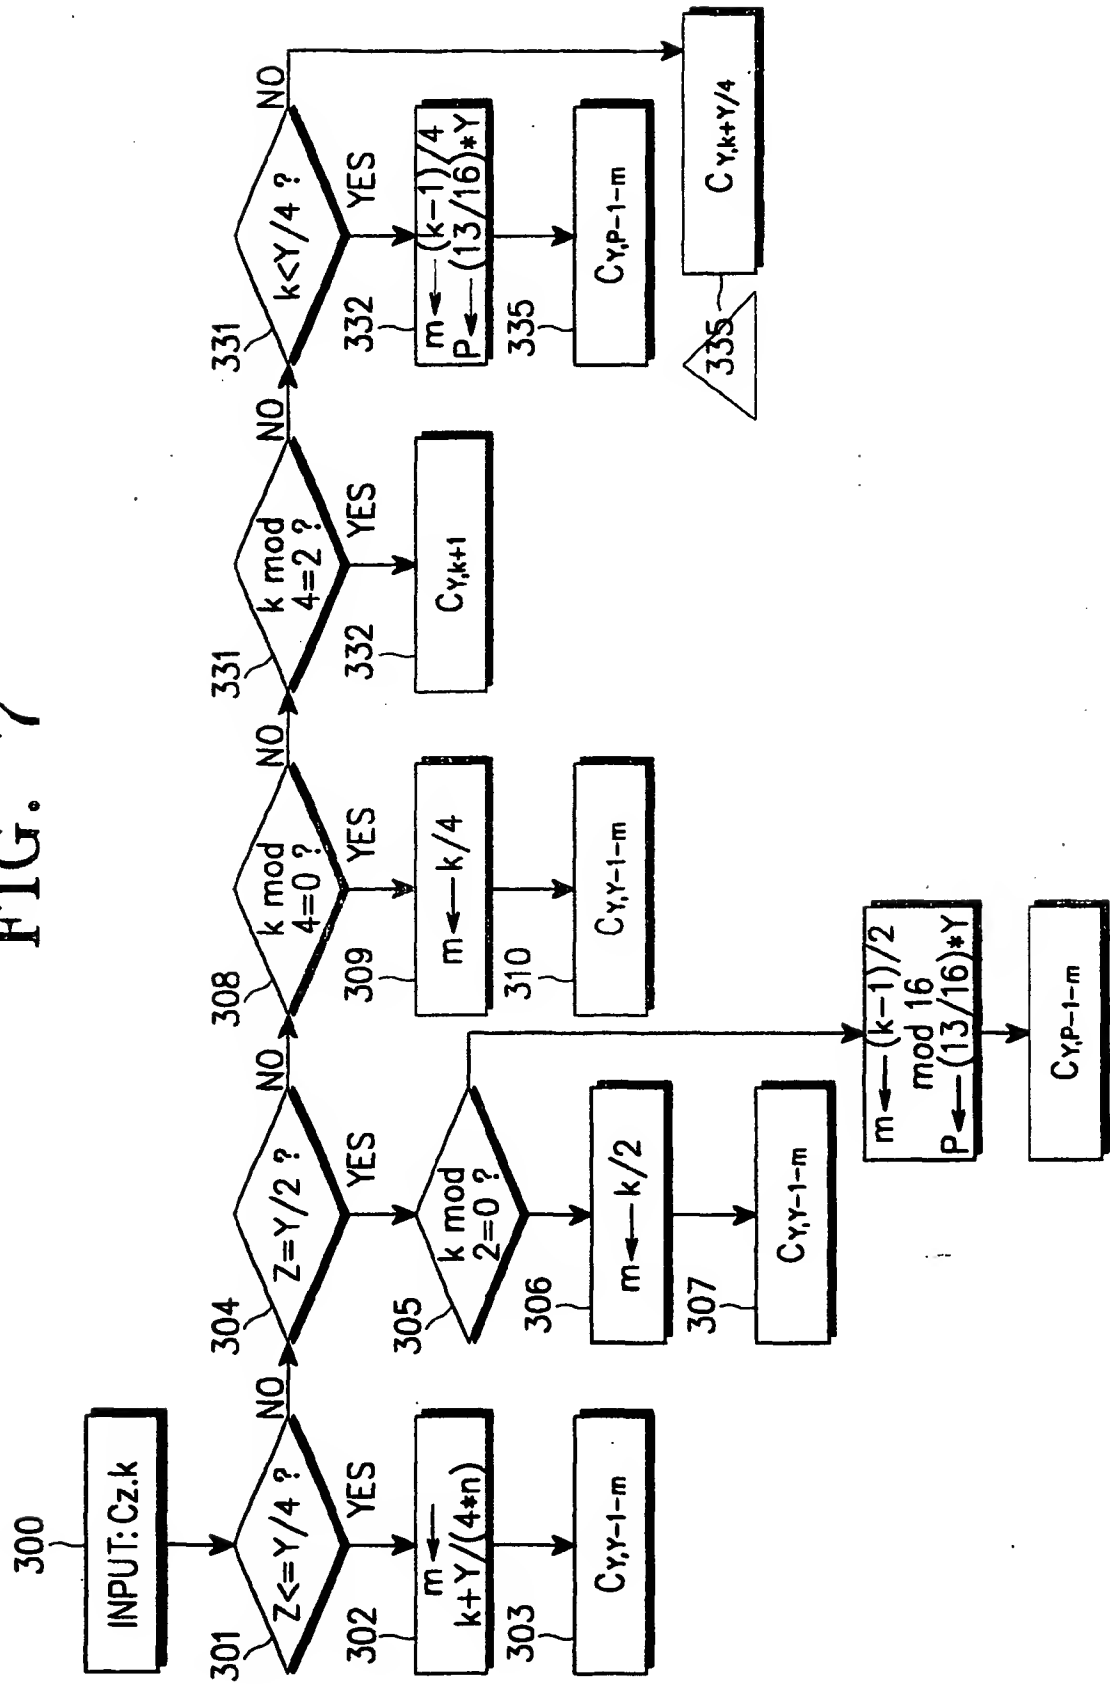 FIG. 7
300
INPUT: Cz.k
301
Z<=Y/4 ?
NO
YES
302
m←
k+Y/(4*n)
303
CY,Y-1-m
304
Z=Y/2 ?
NO
YES
305
k mod
2=0 ?
306
m←k/2
307
CY,Y-1-m
m←(k-1)/2
mod 16
P←(13/16)*Y
CY,P-1-m
308
k mod
4=0 ?
NO
YES
309
m←k/4
310
CY,Y-1-m
331
k mod
4=2 ?
NO
YES
332
CY,k+1
331
k<Y/4 ?
NO
YES
332
m←(k-1)/4
P←(13/16)*Y
335
CY,P-1-m
335
CY,k+Y/4